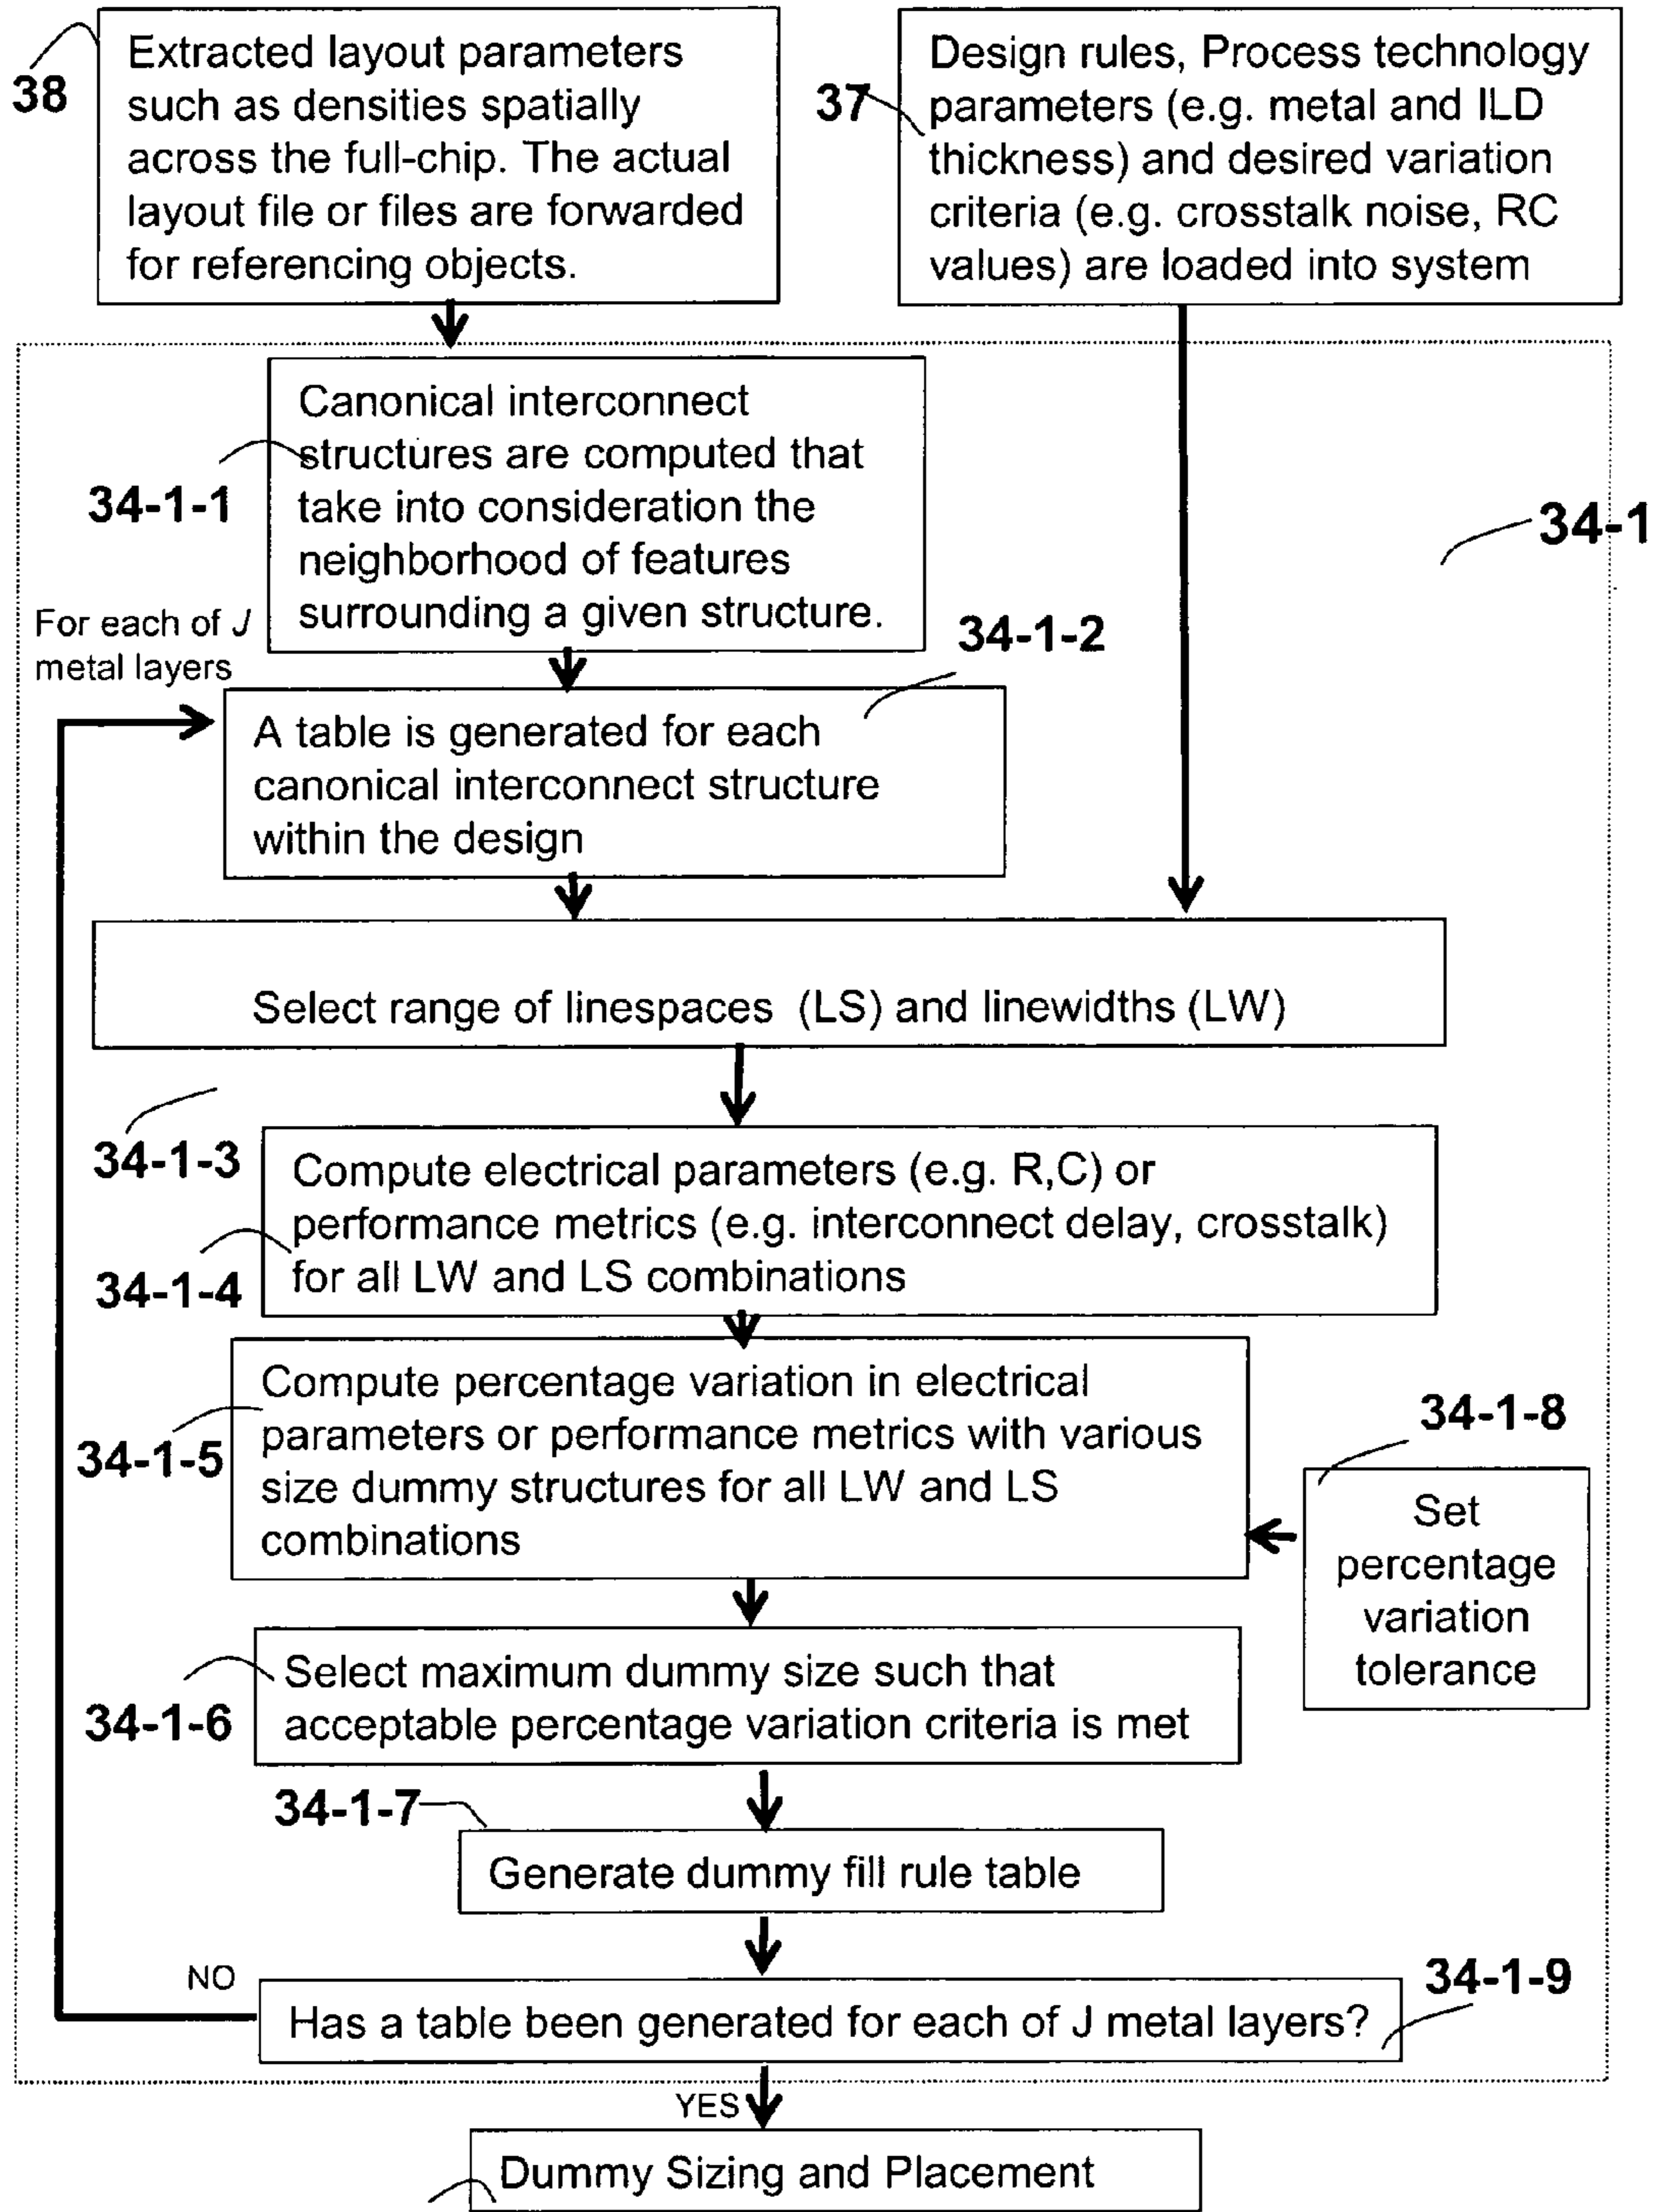 Extracted layout parameters
such as densities spatially
across the full-chip. The actual
layout file or files are forwarded
for referencing objects.
38
Design rules, Process technology
parameters (e.g. metal and ILD
thickness) and desired variation
criteria (e.g. crosstalk noise, RC
values) are loaded into system
37
Canonical interconnect
structures are computed that
take into consideration the
neighborhood of features
surrounding a given structure.
34-1-1
34-1
For each of J
metal layers
34-1-2
A table is generated for each
canonical interconnect structure
within the design
Select range of linespaces (LS) and linewidths (LW)
34-1-3
Compute electrical parameters (e.g. R,C) or
performance metrics (e.g. interconnect delay, crosstalk)
for all LW and LS combinations
34-1-4
Compute percentage variation in electrical
parameters or performance metrics with various
size dummy structures for all LW and LS
combinations
34-1-5
34-1-8
Set
percentage
variation
tolerance
Select maximum dummy size such that
acceptable percentage variation criteria is met
34-1-6
34-1-7
Generate dummy fill rule table
NO
34-1-9
Has a table been generated for each of J metal layers?
YES
Dummy Sizing and Placement